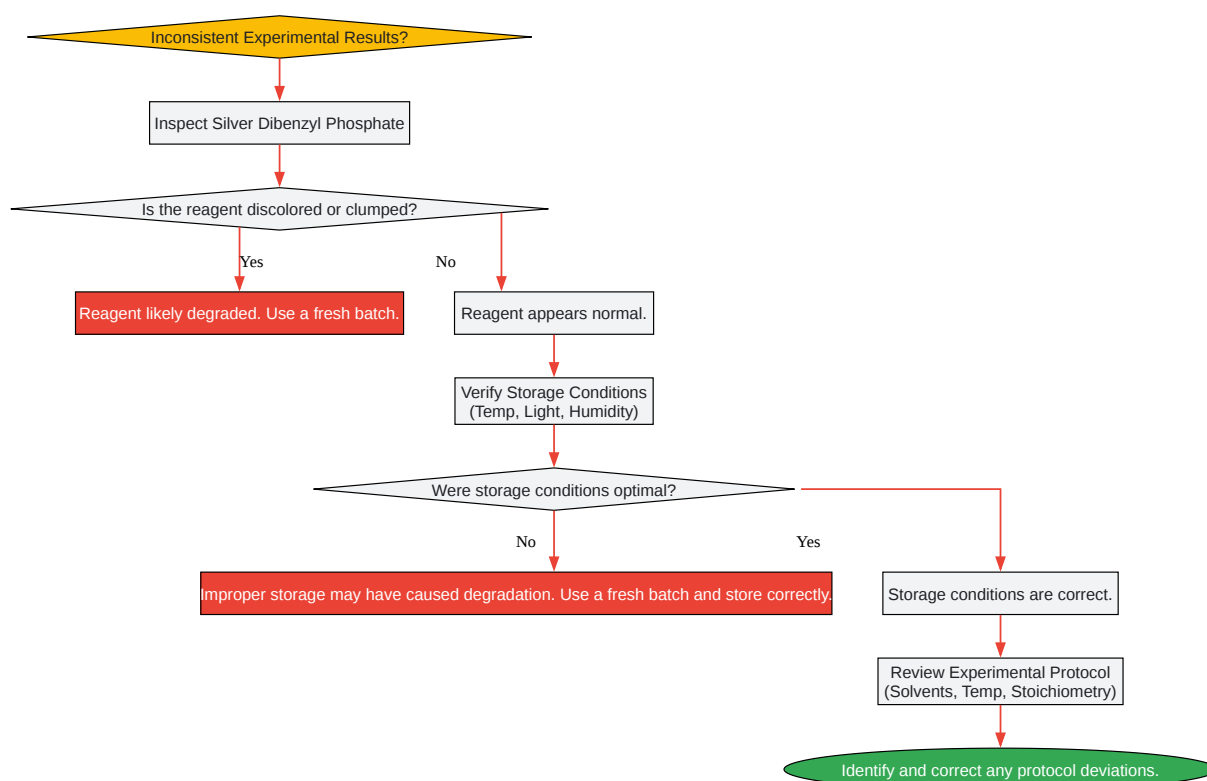 Inconsistent Experimental Results?
Inspect Silver Dibenzyl Phosphate
Is the reagent discolored or clumped?
Yes
No
Reagent likely degraded. Use a fresh batch.
Reagent appears normal.
Verify Storage Conditions
(Temp, Light, Humidity)
Were storage conditions optimal?
No
Yes
Improper storage may have caused degradation. Use a fresh batch and store correctly.
Storage conditions are correct.
Review Experimental Protocol
(Solvents, Temp, Stoichiometry)
Identify and correct any protocol deviations.